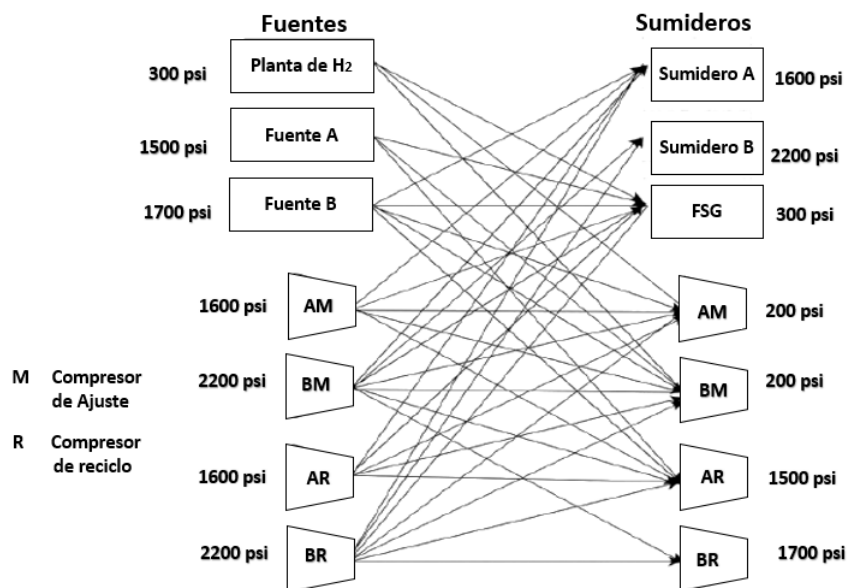 Fuentes
Sumideros
300 psi
Planta de H2
Sumidero A
1600 psi
1500 psi
Fuente A
Sumidero B
2200 psi
1700 psi
Fuente B
FSG
300 psi
1600 psi
AM
AM
200 psi
M Compresor
de Ajuste
2200 psi
BM
BM
200 psi
R Compresor
de reciclo
1600 psi
AR
AR
1500 psi
2200 psi
BR
BR
1700 psi